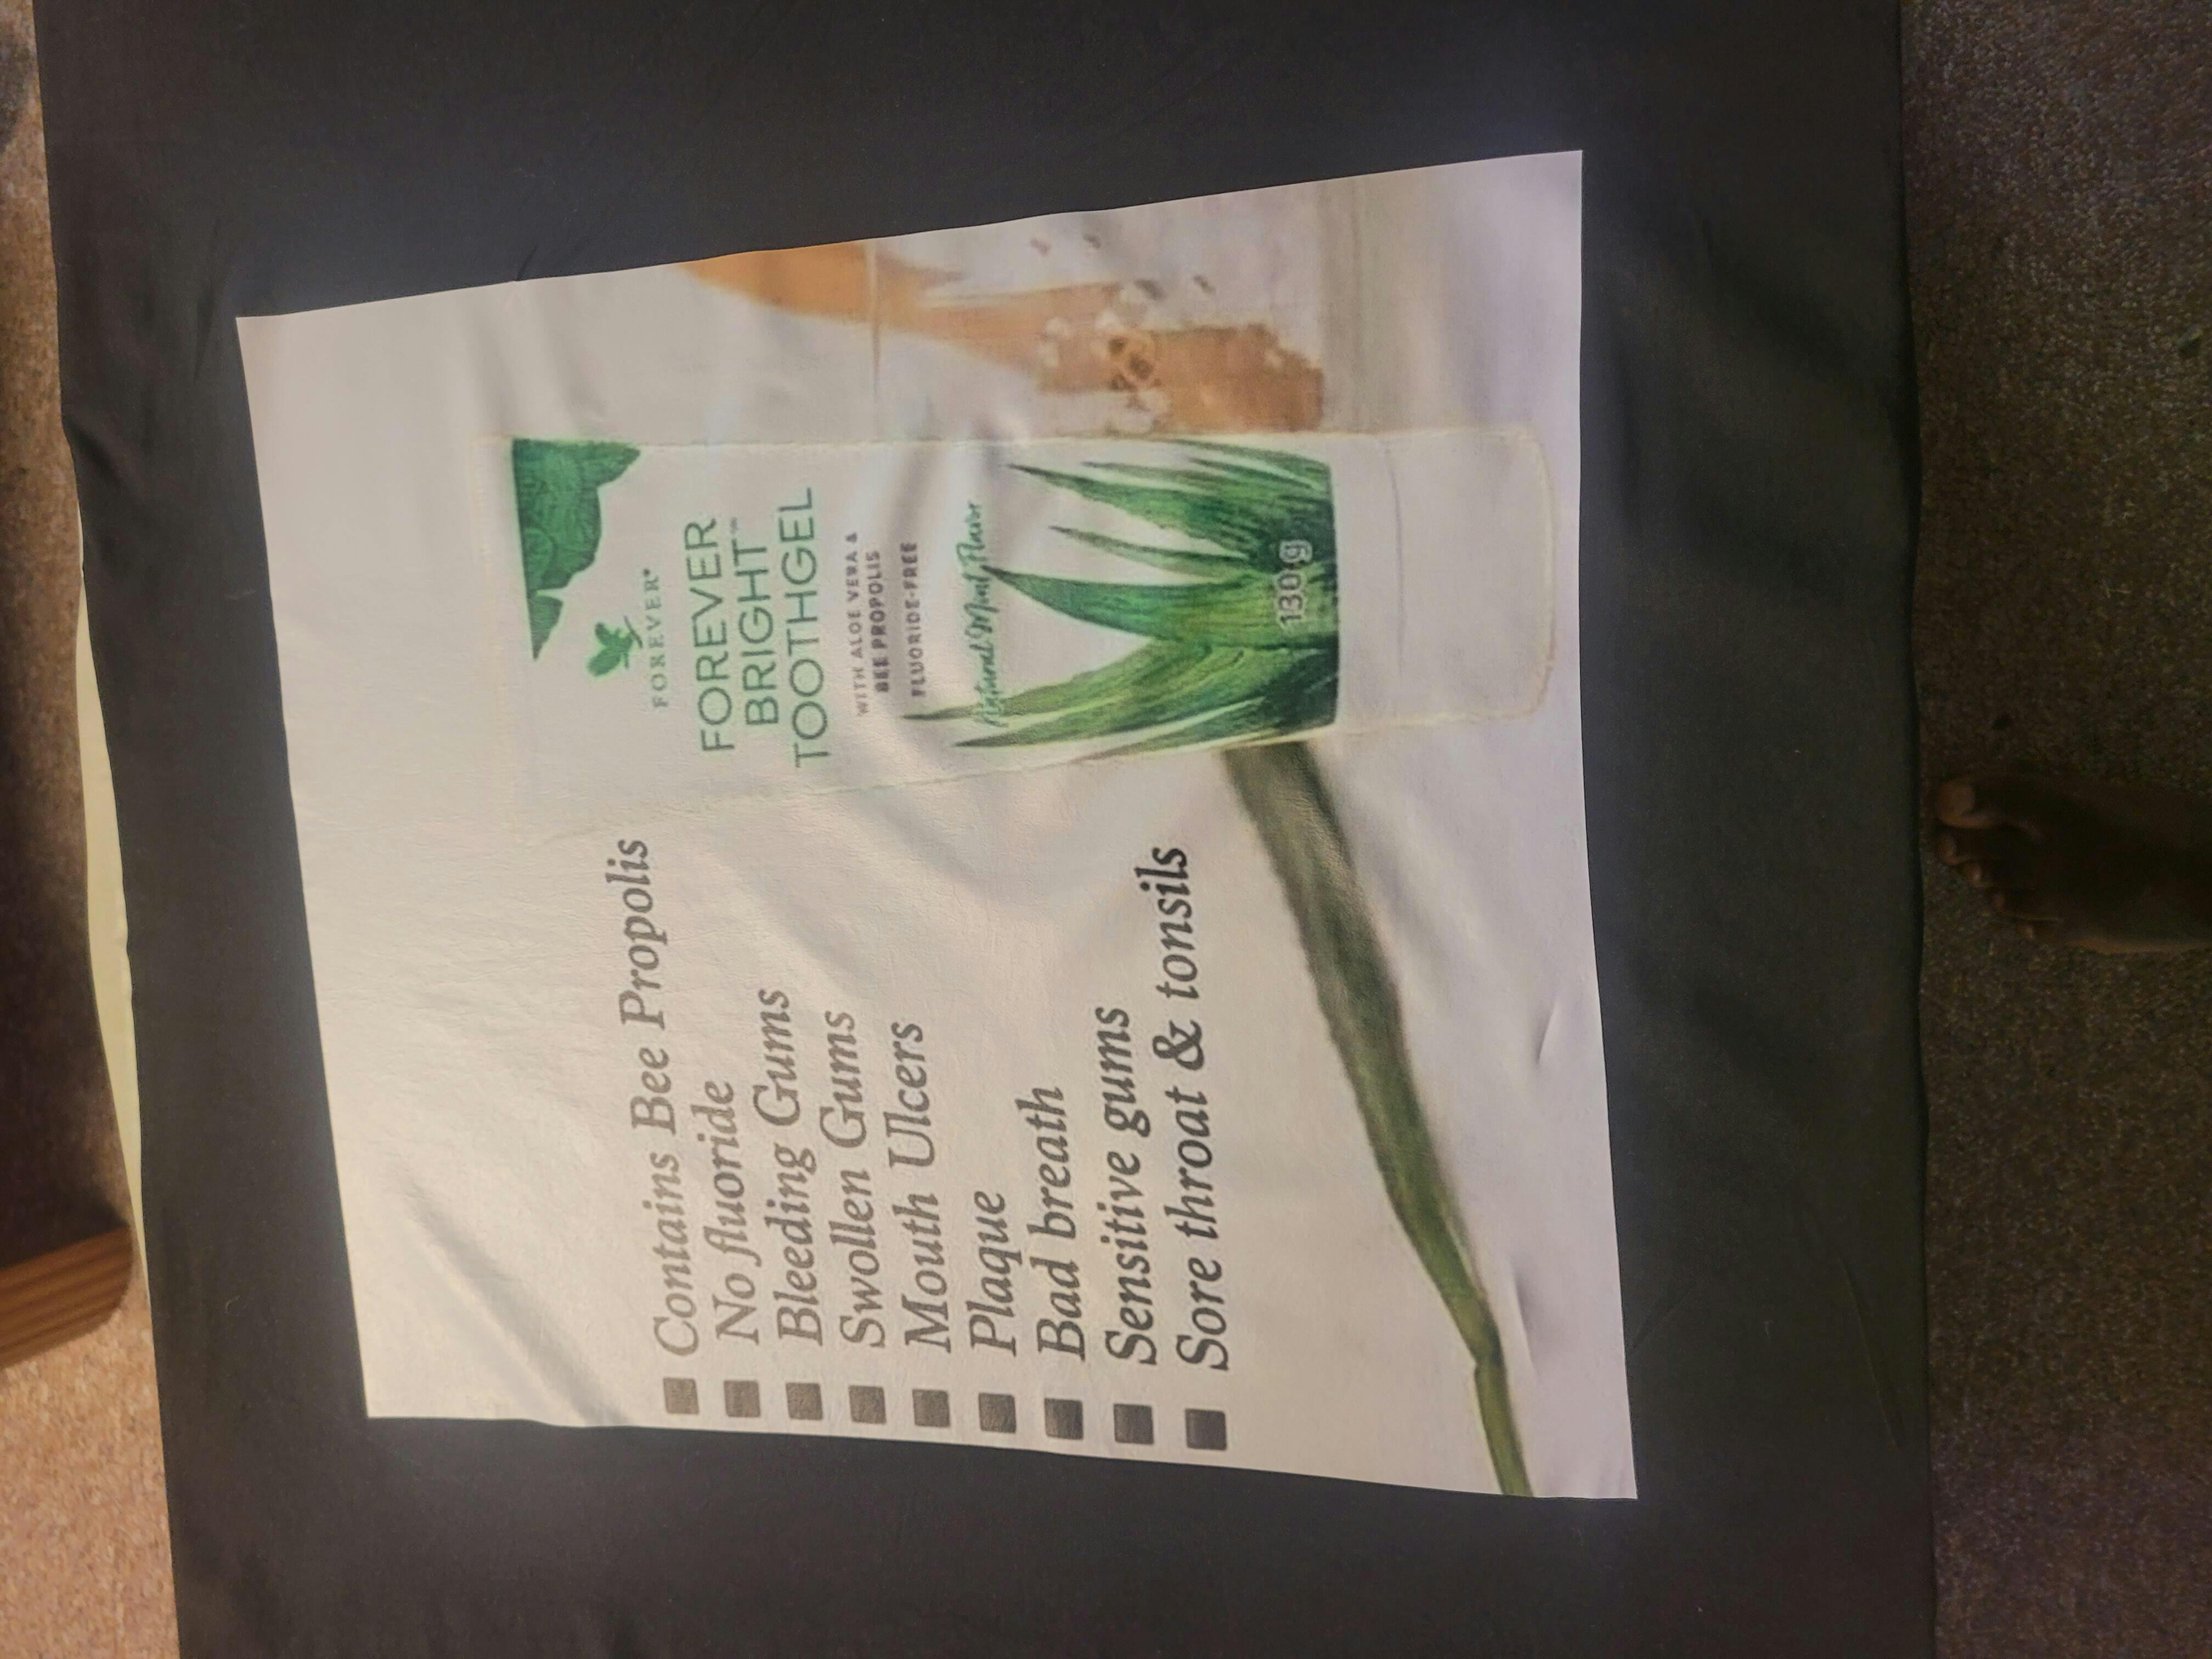 Contains Bee Propolis
No fluoride
Bleeding Gums
Swollen Gums
Mouth Ulcers
Plaque
Bad breath
Sensitive gums
Sore throat & tonsils
FOREVER®
FOREVER
BRIGHT™
TOOTHGEL
WITH ALOE VERA &
BEE PROPOLIS
FLUORIDE-FREE
Natural Mint Flavor
130 g